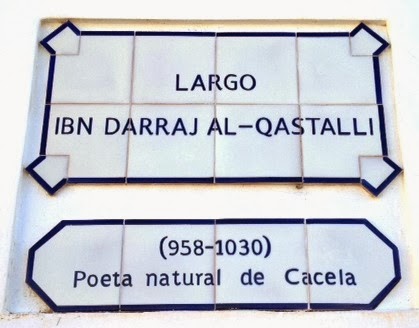 LARGO
IBN DARRAJ AL-QASTALLI
(958-1030)
Poeta natural de Cacela